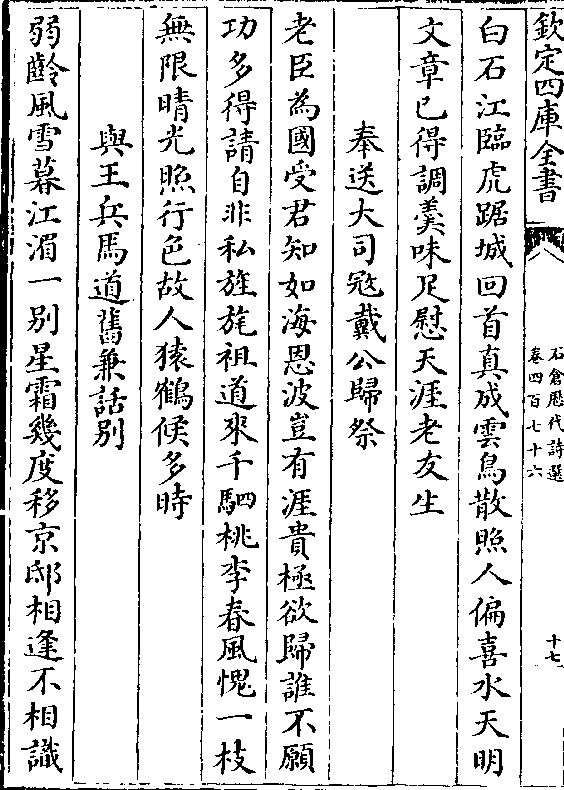 欽定四庫全書
石倉歷代詩選
卷四百七十六
十七
白石江臨虎踞城回首真成雲鳥散照人偏喜水天明
文章已得調羹味足慰天涯老友生
奉送大司宼戴公歸祭
老臣為國受君知如海恩波豈有涯貴極欲歸誰不願
功多得請自非私旌旄祖道來千駟桃李春風愧一枝
無限晴光照行色故人猿鶴候多時
與王兵馬道舊兼話別
弱齡風雪暮江湄一别星霜幾度移京邸相逢不相識